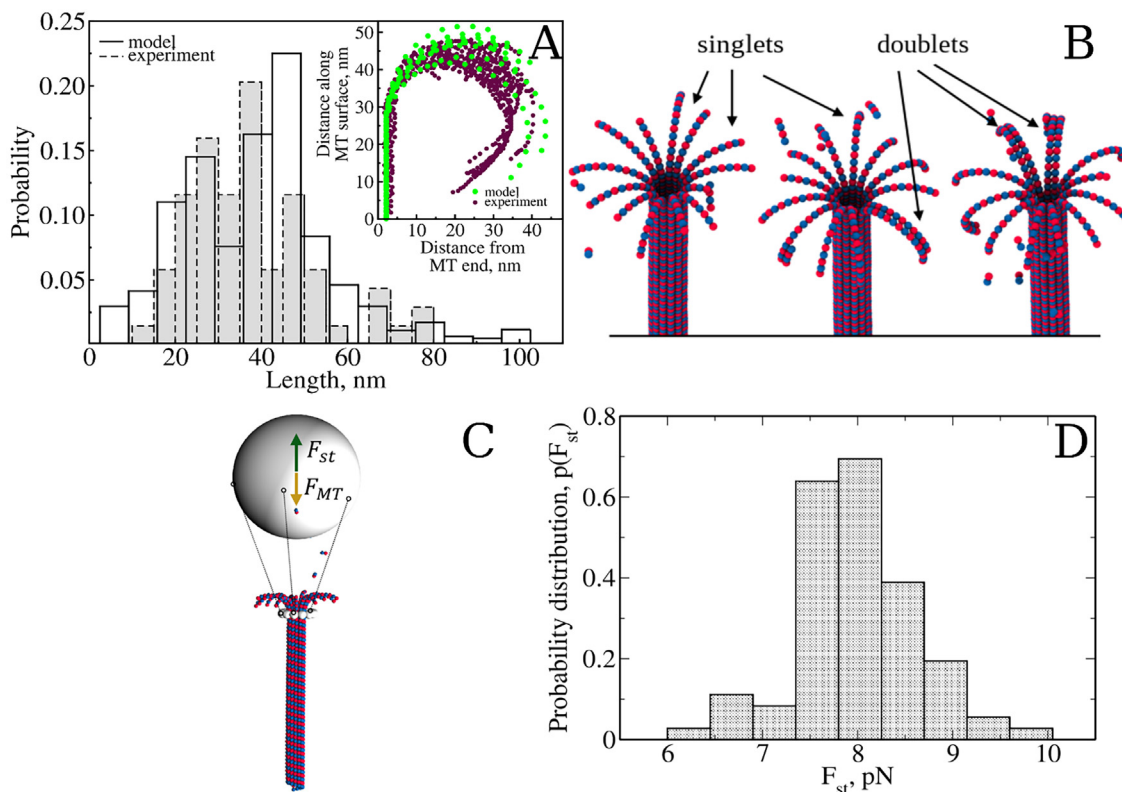 A
model
experiment
0.25
0.20
0.15
0.10
0.05
Probability
0
20
40
60
80
100
Length, nm
50
40
30
20
10
0
Distance along
MT surface, nm
model
experiment
0
10
20
30
40
Distance from
MT end, nm
B
singlets
doublets
C
F_st
F_MT
D
0.8
0.6
0.4
0.2
0
Probability distribution, p(F_st)
6
7
8
9
10
F_st, pN